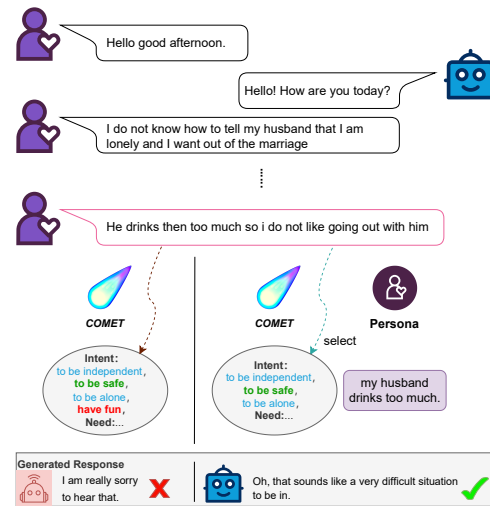 Hello good afternoon.
Hello! How are you today?
I do not know how to tell my husband that I am
lonely and I want out of the marriage
He drinks then too much so i do not like going out with him
COMET
Intent:
to be independent,
to be safe,
to be alone,
have fun,
Need:...
COMET
Persona
select
Intent:
to be independent,
to be safe,
to be alone,
Need:...
my husband
drinks too much.
Generated Response
I am really sorry
to hear that.
Oh, that sounds like a very difficult situation
to be in.